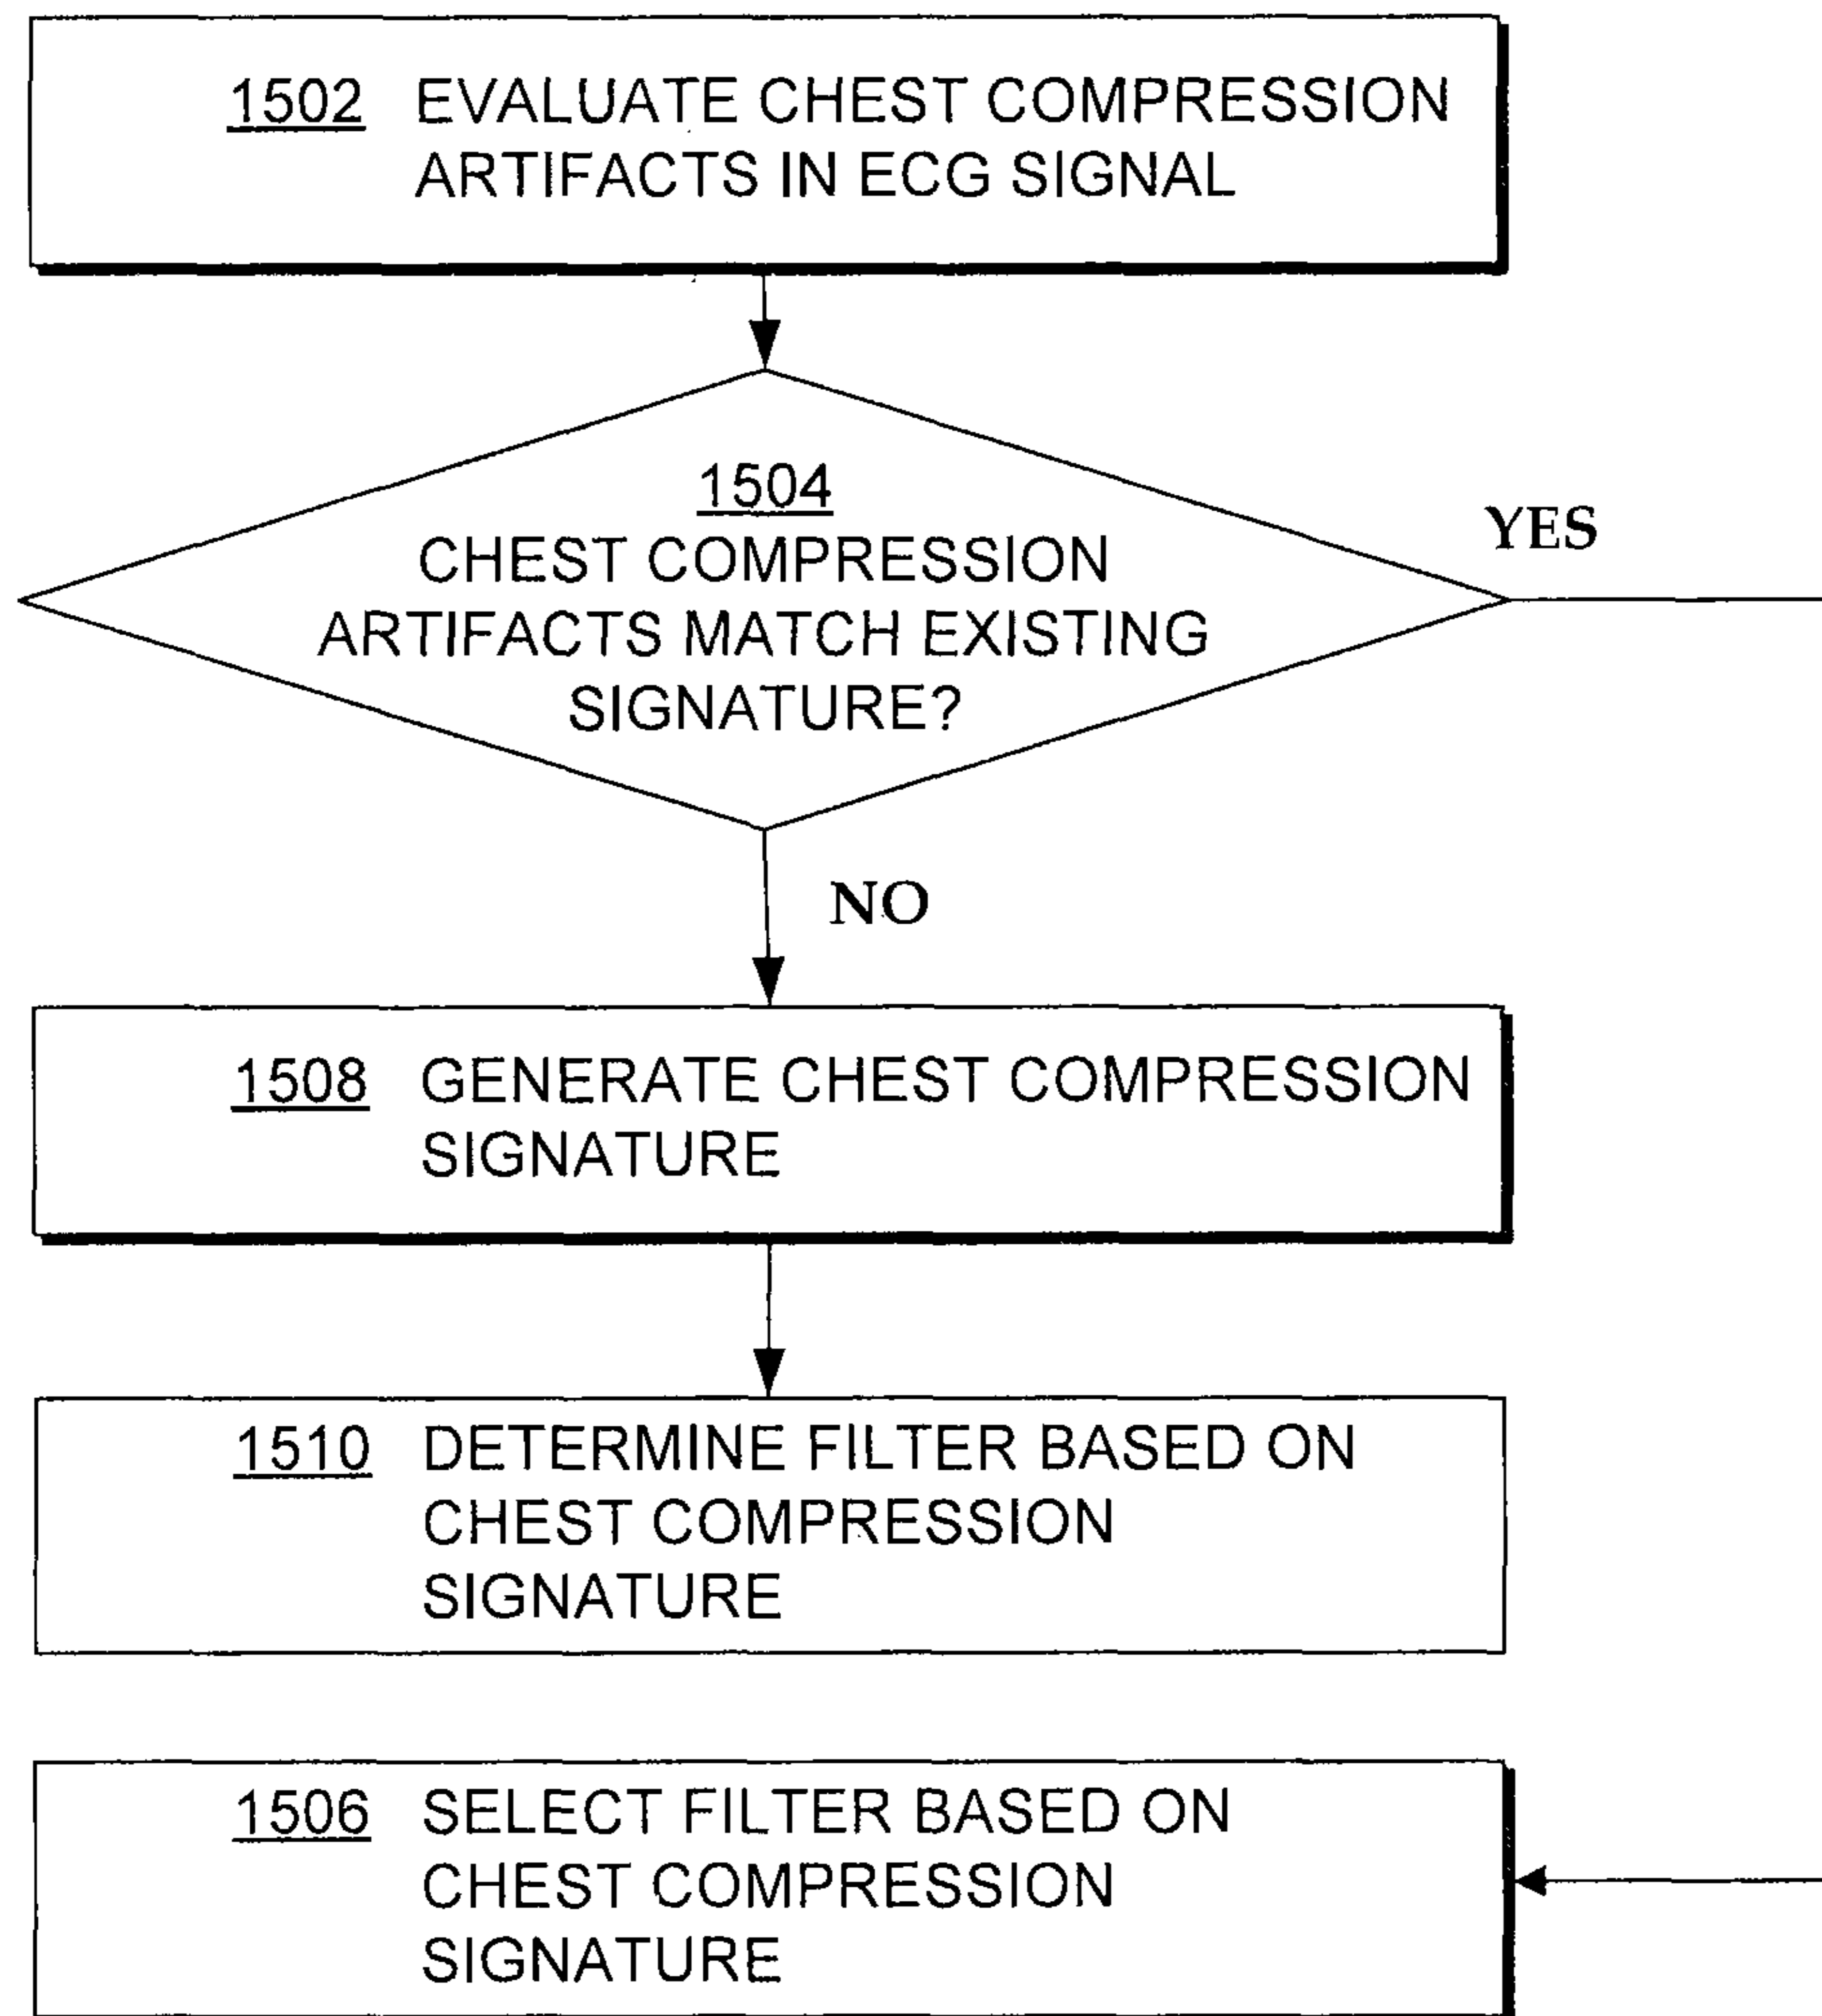 1502 EVALUATE CHEST COMPRESSION
ARTIFACTS IN ECG SIGNAL
1504
CHEST COMPRESSION
ARTIFACTS MATCH EXISTING
SIGNATURE?
YES
NO
1508 GENERATE CHEST COMPRESSION
SIGNATURE
1510 DETERMINE FILTER BASED ON
CHEST COMPRESSION
SIGNATURE
1506 SELECT FILTER BASED ON
CHEST COMPRESSION
SIGNATURE